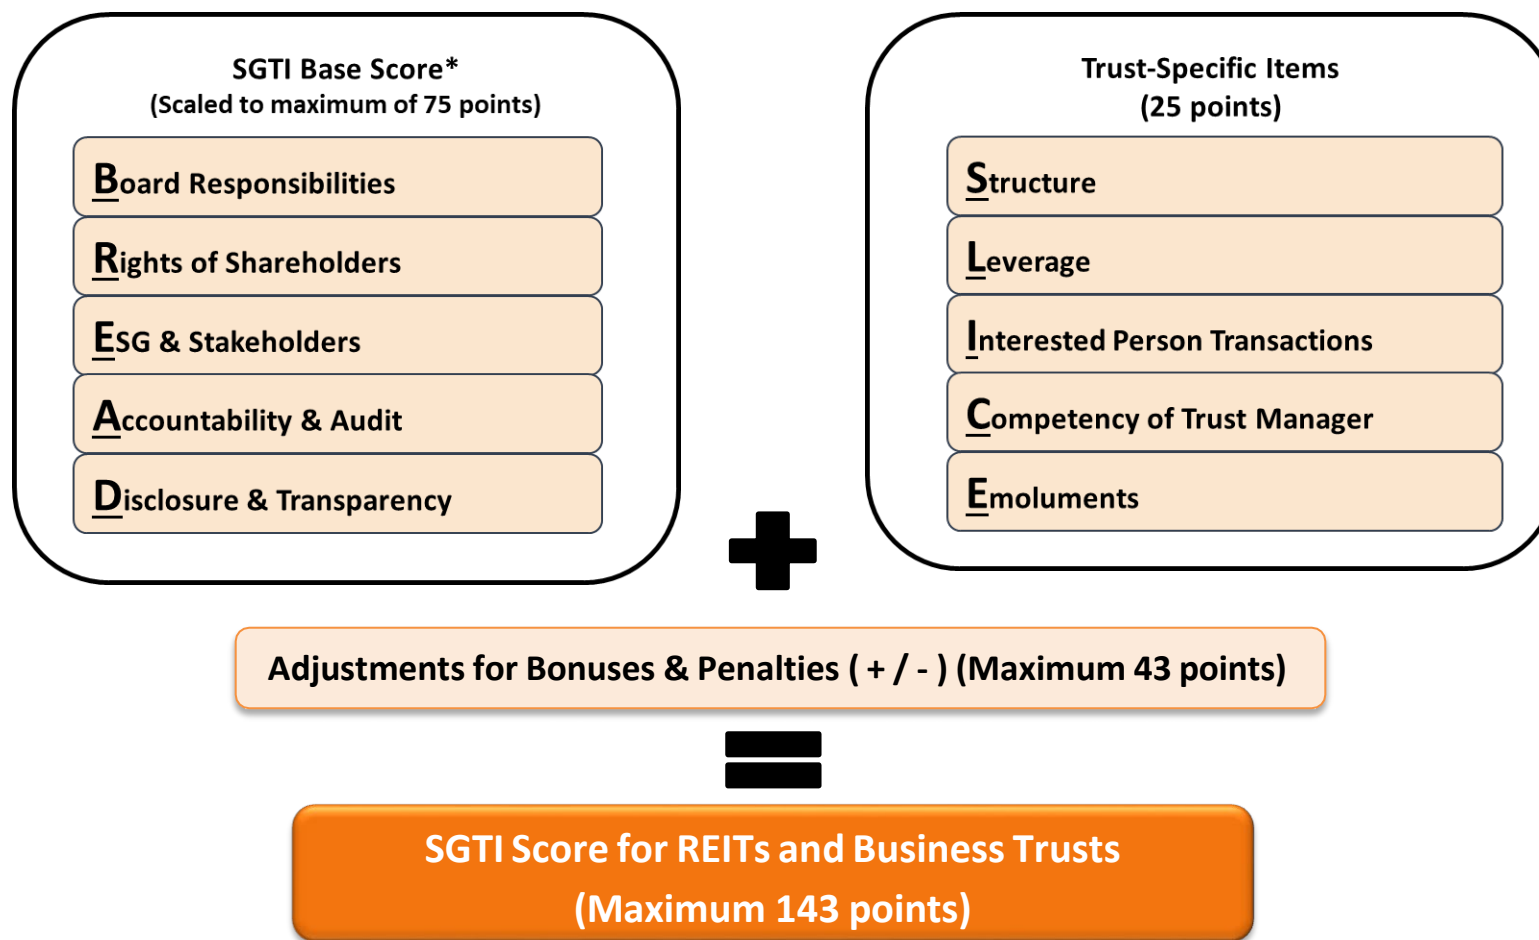 SGTI Base Score*
(Scaled to maximum of 75 points)
Board Responsibilities
Rights of Shareholders
ESG & Stakeholders
Accountability & Audit
Disclosure & Transparency
Trust-Specific Items
(25 points)
Structure
Leverage
Interested Person Transactions
Competency of Trust Manager
Emoluments
Adjustments for Bonuses & Penalties ( + / - ) (Maximum 43 points)
SGTI Score for REITs and Business Trusts
(Maximum 143 points)